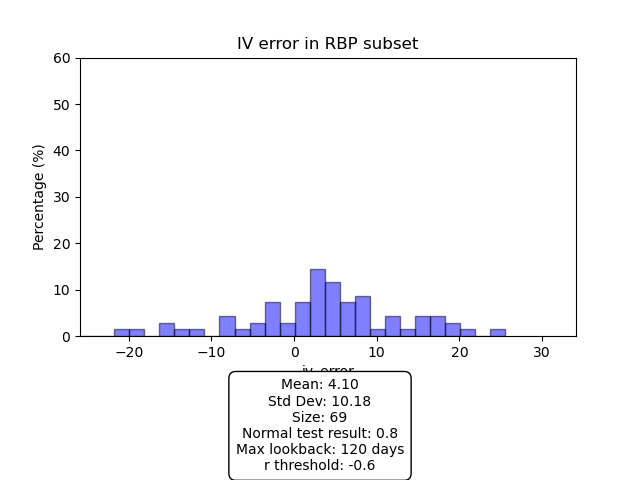 IV error in RBP subset
60
50
40
30
20
10
0
Percentage (%)
−20
−10
0
10
20
30
iv_error
Mean: 4.10
Std Dev: 10.18
Size: 69
Normal test result: 0.8
Max lookback: 120 days
r threshold: -0.6